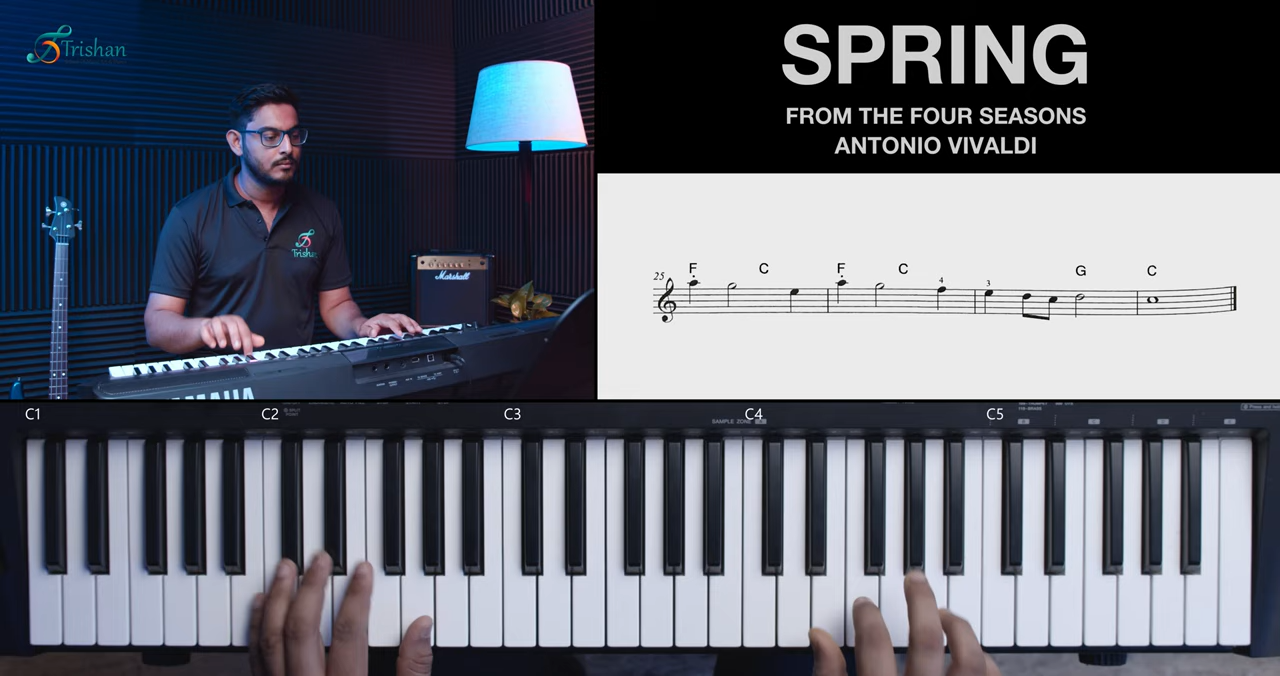 Trishan
SPRING
FROM THE FOUR SEASONS
ANTONIO VIVALDI
Trishan
Marshall
25 F C F C 4 3 G C
YAMAHA
C1 C2 C3 C4 C5
SAMPLE ZONE